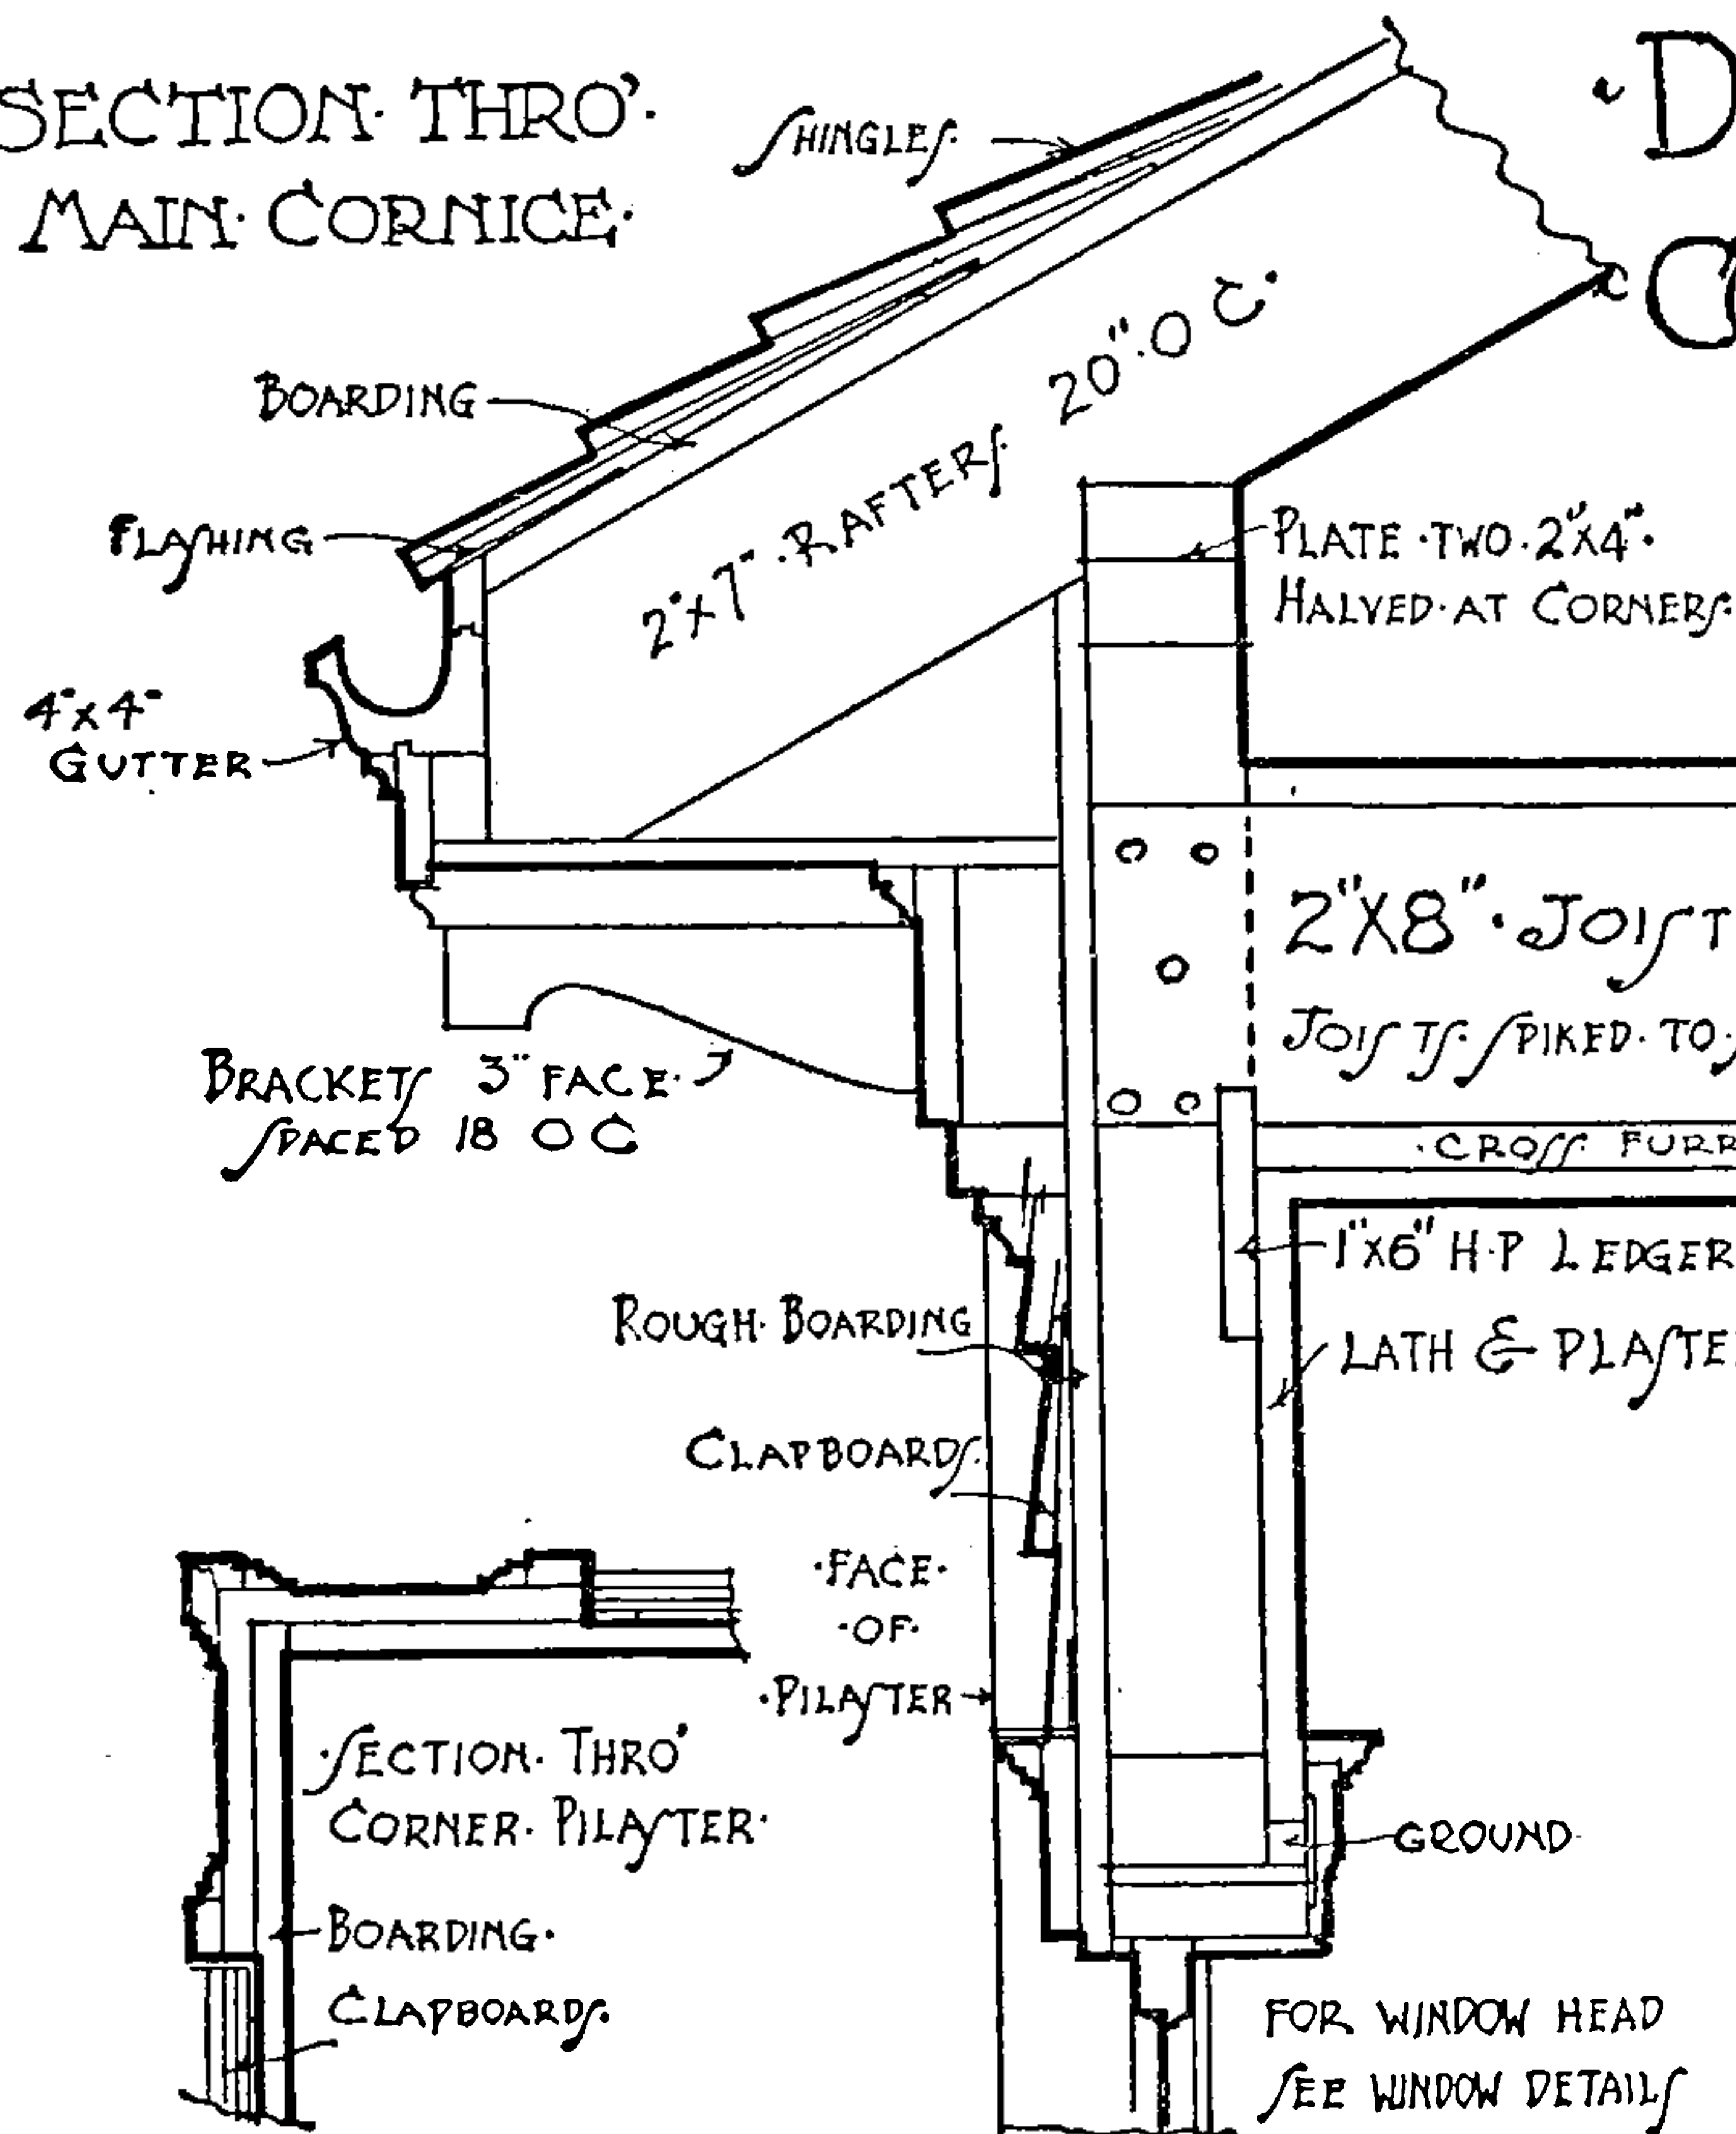 SECTION· THRO'·
MAIN· CORNICE·
SHINGLES·
·D
C
BOARDING
20"·O C·
2"X7"·RAFTERS·
FLASHING
PLATE·TWO·2"X4"·
HALVED·AT CORNERS·
4"X4"
GUTTER
2"X8"·JOIST
JOISTS·SPIKED·TO·
BRACKETS 3" FACE·
SPACED 18 O C
·CROSS· FURR
1"X6" H·P LEDGER
ROUGH·BOARDING
LATH & PLASTE
CLAPBOARDS·
·FACE·
·OF·
·PILASTER
·SECTION· THRO'
CORNER· PILASTER·
GROUND
BOARDING·
CLAPBOARDS·
FOR WINDOW HEAD
SEE WINDOW DETAILS